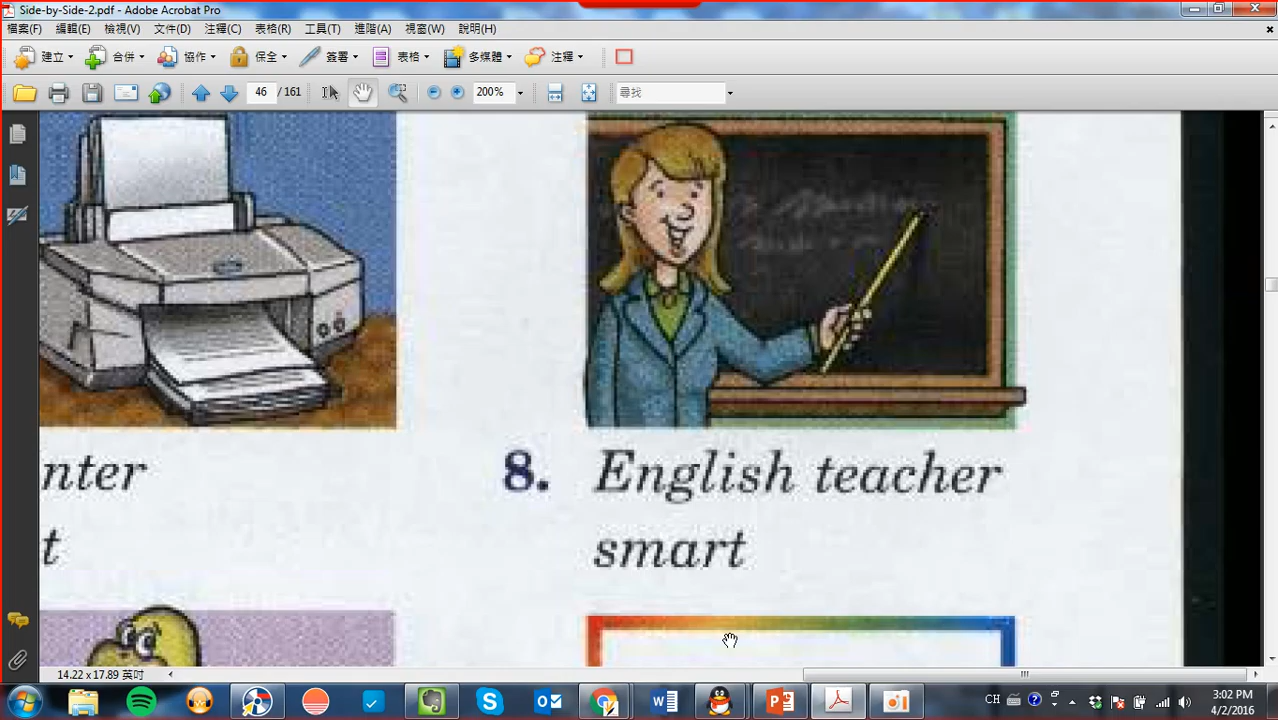 Side-by-Side-2.pdf - Adobe Acrobat Pro
檔案(F) 編輯(E) 檢視(V) 文件(D) 注釋(C) 表格(R) 工具(T) 進階(A) 視窗(W) 說明(H)
建立 合併 協作 保全 簽署 表格 多媒體 注釋
46 / 161 200% 尋找
nter
t
8. English teacher
smart
14.22 x 17.89 英吋
CH 3:02 PM
4/2/2016